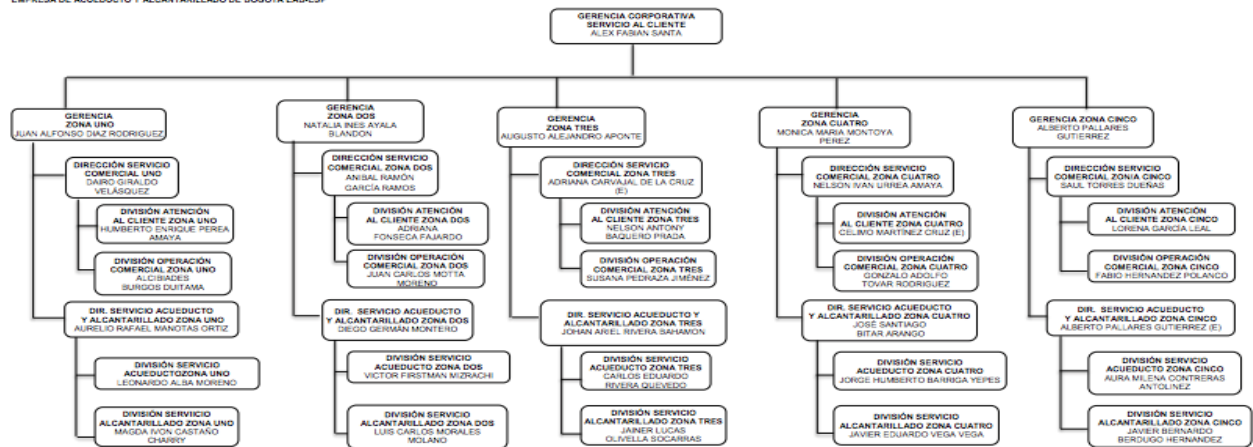 EMPRESA DE ACUEDUCTO Y ALCANTARILLADO DE BOGOTÁ EAB-ESP
GERENCIA CORPORATIVA
SERVICIO AL CLIENTE
ALEX FABIAN SANTA
GERENCIA
ZONA UNO
JUAN ALFONSO DIAZ RODRIGUEZ
DIRECCIÓN SERVICIO
COMERCIAL UNO
DAIRO GIRALDO
VELÁSQUEZ
DIVISIÓN ATENCIÓN
AL CLIENTE ZONA UNO
HUMBERTO ENRIQUE PEREA
AMAYA
DIVISIÓN OPERACIÓN
COMERCIAL ZONA UNO
ALCIBIADES
BURGOS DUITAMA
DIR. SERVICIO ACUEDUCTO
Y ALCANTARILLADO ZONA UNO
AURELIO RAFAEL MANOTAS ORTIZ
DIVISIÓN SERVICIO
ACUEDUCTOZONA UNO
LEONARDO ALBA MORENO
DIVISIÓN SERVICIO
ALCANTARILLADO ZONA UNO
MAGDA IVON CASTAÑO
CHARRY
GERENCIA
ZONA DOS
NATALIA INES AYALA
BLANDON
DIRECCIÓN SERVICIO
COMERCIAL ZONA DOS
ANIBAL RAMÓN
GARCÍA RAMOS
DIVISIÓN ATENCIÓN
AL CLIENTE ZONA DOS
ADRIANA
FONSECA FAJARDO
DIVISIÓN OPERACIÓN
COMERCIAL ZONA DOS
JUAN CARLOS MOTTA
MORENO
DIR. SERVICIO ACUEDUCTO
Y ALCANTARILLADO ZONA DOS
DIEGO GERMÁN MONTERO
DIVISIÓN SERVICIO
ACUEDUCTO ZONA DOS
VICTOR FIRSTMAN MIZRACHI
DIVISIÓN SERVICIO
ALCANTARILLADO ZONA DOS
LUIS CARLOS MORALES
MOLANO
GERENCIA
ZONA TRES
AUGUSTO ALEJANDRO APONTE
DIRECCIÓN SERVICO
COMERCIAL ZONA TRES
ADRIANA CARVAJAL DE LA CRUZ
(E)
DIVISIÓN ATENCIÓN
AL CLIENTE ZONA TRES
NELSON ANTONY
BAQUERO PRADA
DIVISIÓN OPERACIÓN
COMERCIAL ZONA TRES
SUSANA PEDRAZA JIMÉNEZ
DIR. SERVICIO ACUEDUCTO Y
ALCANTARILLADO ZONA TRES
JOHAN ARIEL RIVERA SAHAMON
DIVISIÓN SERVICIO
ACUEDUCTO ZONA TRES
CARLOS EDUARDO
RIVERA QUEVEDO
DIVISIÓN SERVICIO
ALCANTARILLADO ZONA TRES
JAINER LUCAS
OLIVELLA SOCARRAS
GERENCIA
ZONA CUATRO
MONICA MARIA MONTOYA
PEREZ
DIRECCIÓN SERVICIO
COMERCIAL ZONA CUATRO
NELSON IVAN URREA AMAYA
DIVISIÓN ATENCIÓN
AL CLIENTE ZONA CUATRO
CELIMO MARTÍNEZ CRUZ (E)
DIVISIÓN OPERACIÓN
COMERCIAL ZONA CUATRO
GONZALO ADOLFO
TOVAR RODRIGUEZ
DIR. SERVICIO ACUEDUCTO
Y ALCANTARILLADO ZONA CUATRO
JOSÉ SANTIAGO
BITAR ARANGO
DIVISIÓN SERVICIO
ACUEDUCTO ZONA CUATRO
JORGE HUMBERTO BARRIGA YEPES
DIVISIÓN SERVICIO
ALCANTARILLADO ZONA CUATRO
JAVIER EDUARDO VEGA VEGA
GERENCIA ZONA CINCO
ALBERTO PALLARES
GUTIERREZ
DIRECCIÓN SERVICIO
COMERCIAL ZONIA CINCO
SAUL TORRES DUEÑAS
DIVISIÓN ATENCIÓN
AL CLIENTE ZONA CINCO
LORENA GARCÍA LEAL
DIVISIÓN OPERACIÓN
COMERCIAL ZONA CINCO
FABIO HERNANDEZ POLANCO
DIR. SERVICIO ACUEDUCTO
Y ALCANTARILLADO ZONA CINCO
ALBERTO PALLARES GUTIERREZ (E)
DIVISIÓN SERVICIO
ACUEDUCTO ZONA CINCO
AURA MILENA CONTRERAS
ANTOLINEZ
DIVISIÓN SERVICIO
ALCANTARILLADO ZONA CINCO
JAVIER BERNARDO
BERDUGO HERNANDEZ